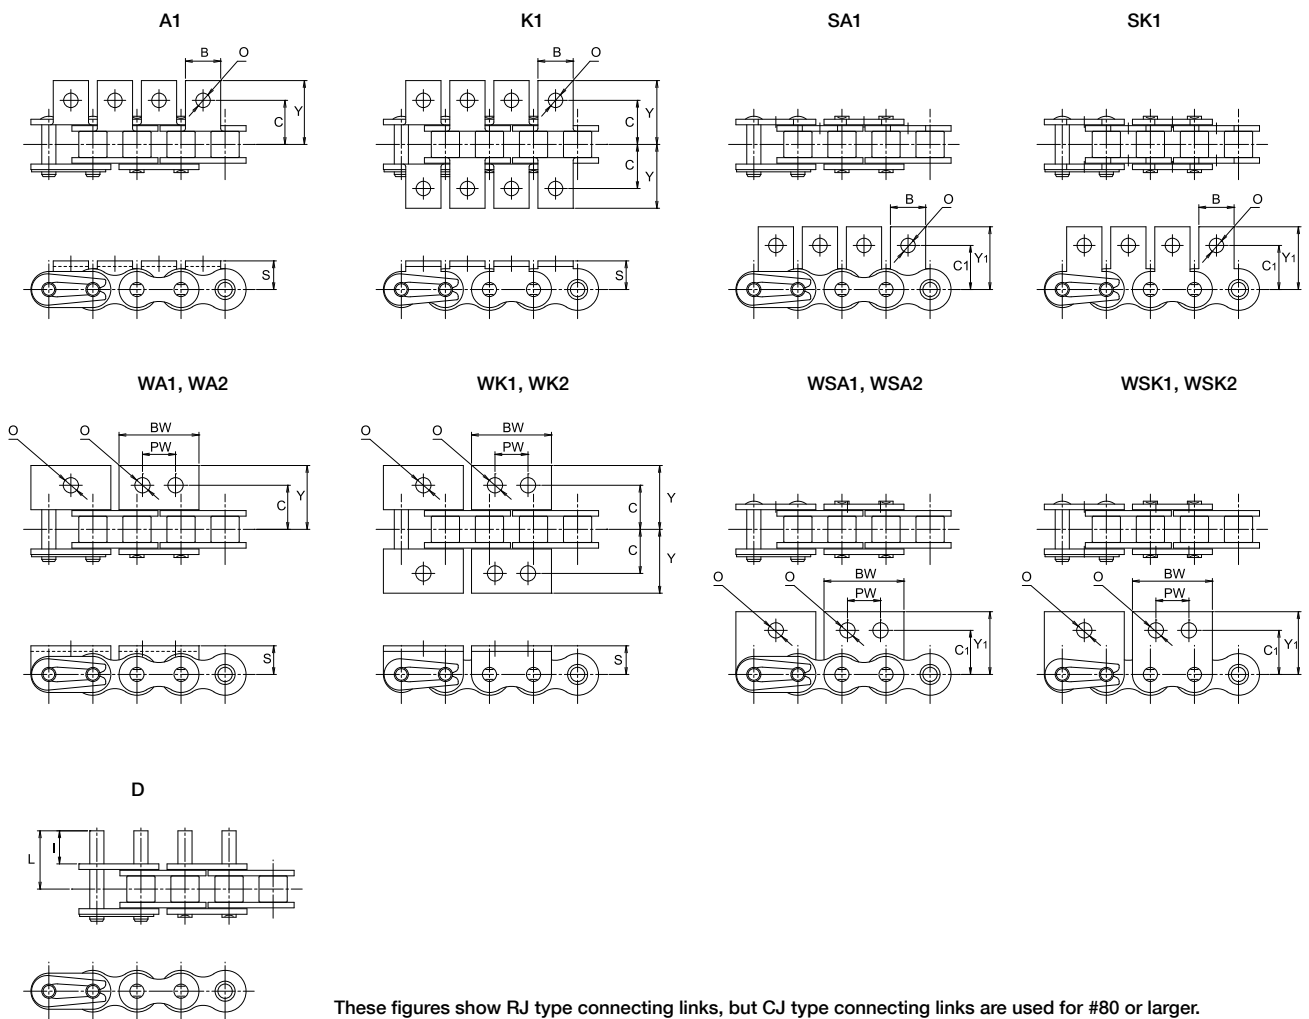 A1
B
O
C
Y
S
K1
B
O
C
Y
C
Y
S
SA1
B
O
C1
Y1
SK1
B
O
C1
Y1
WA1, WA2
O
O
BW
PW
C
Y
S
WK1, WK2
O
O
BW
PW
C
Y
C
Y
S
WSA1, WSA2
O
O
BW
PW
C1
Y1
WSK1, WSK2
O
O
BW
PW
C1
Y1
D
L
I
These figures show RJ type connecting links, but CJ type connecting links are used for #80 or larger.